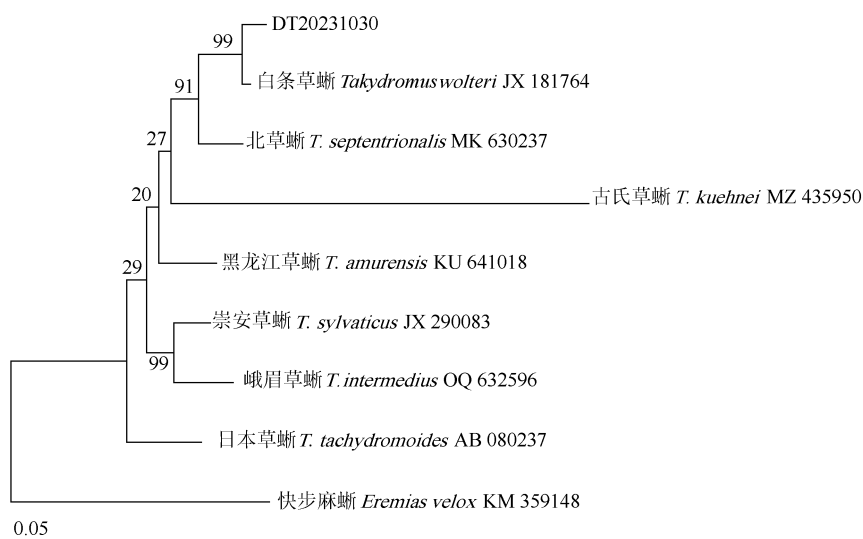 DT20231030
99
白条草蜥 Takydromus wolteri JX 181764
91
北草蜥 T. septentrionalis MK 630237
27
古氏草蜥 T. kuehnei MZ 435950
20
黑龙江草蜥 T. amurensis KU 641018
29
崇安草蜥 T. sylvaticus JX 290083
99
峨眉草蜥 T. intermedius OQ 632596
日本草蜥 T. tachydromoides AB 080237
快步麻蜥 Eremias velox KM 359148
0.05